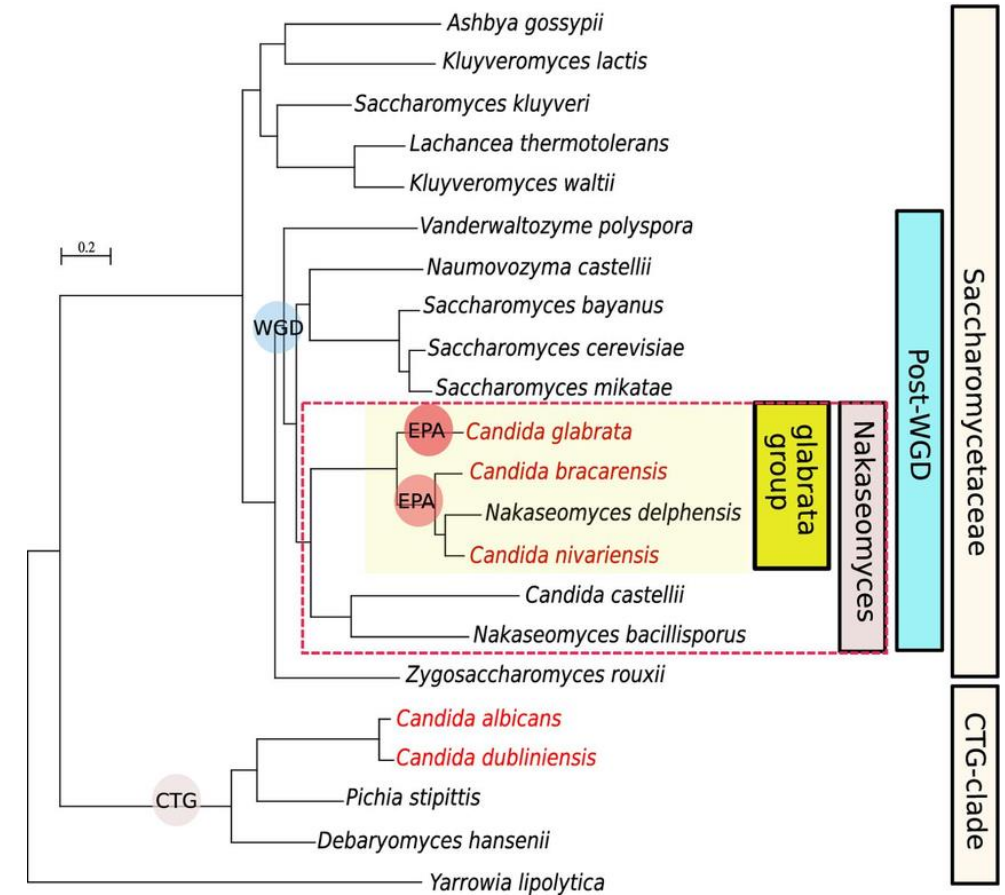 Ashbya gossypii
Kluyveromyces lactis
Saccharomyces kluyveri
Lachancea thermotolerans
Kluyveromyces waltii
Vanderwaltozyme polyspora
0.2
Naumovozyma castellii
Saccharomyces bayanus
WGD
Saccharomyces cerevisiae
Saccharomyces mikatae
EPA
Candida glabrata
Candida bracarensis
EPA
Nakaseomyces delphensis
Candida nivariensis
Candida castellii
Nakaseomyces bacillisporus
Zygosaccharomyces rouxii
Candida albicans
Candida dubliniensis
CTG
Pichia stipittis
Debaryomyces hansenii
Yarrowia lipolytica
glabrata
group
Nakaseomyces
Post-WGD
Saccharomycetaceae
CTG-clade